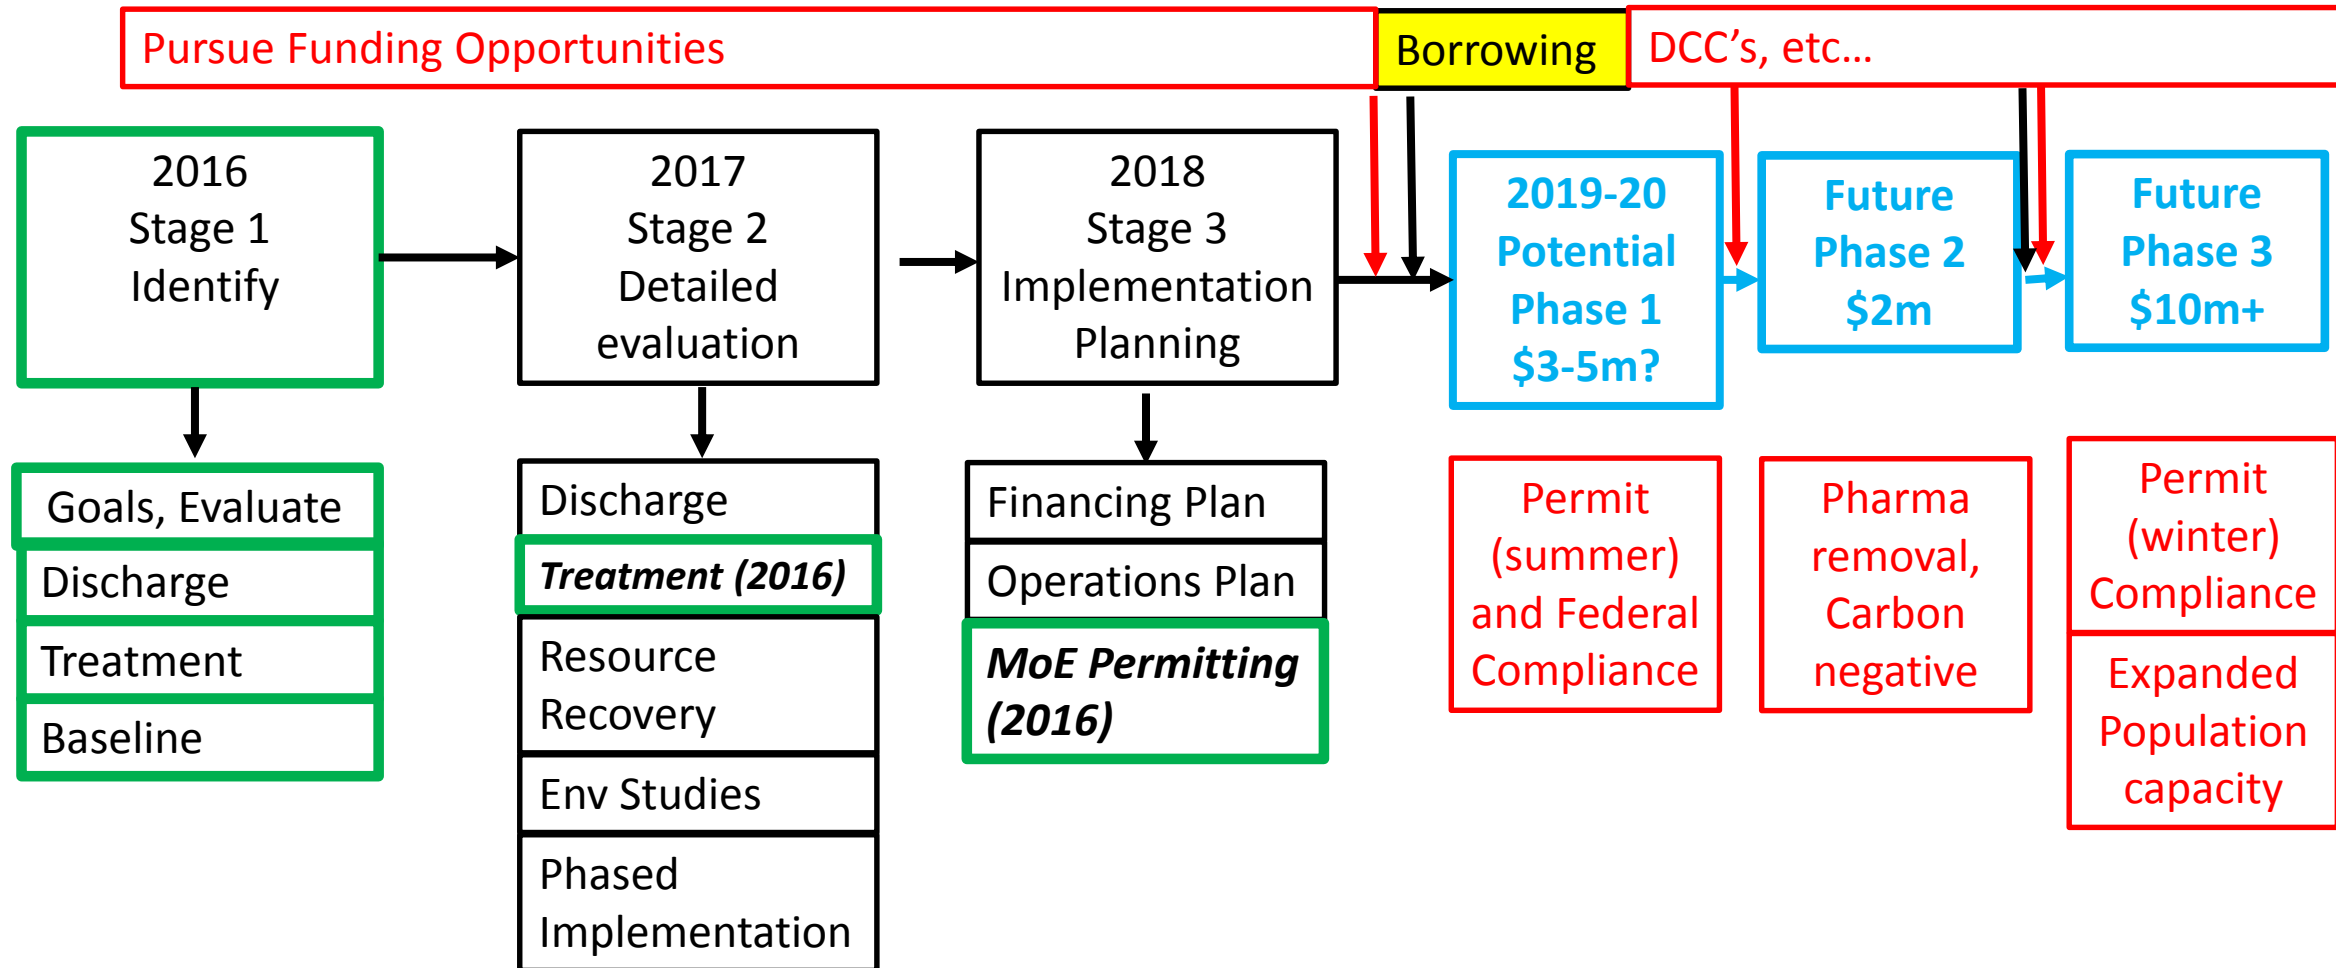 Pursue Funding Opportunities
Borrowing
DCC’s, etc…
2016
Stage 1
Identify
2017
Stage 2
Detailed
evaluation
2018
Stage 3
Implementation
Planning
2019-20
Potential
Phase 1
$3-5m?
Future
Phase 2
$2m
Future
Phase 3
$10m+
Goals, Evaluate
Discharge
Treatment
Baseline
Discharge
Treatment (2016)
Resource
Recovery
Env Studies
Phased
Implementation
Financing Plan
Operations Plan
MoE Permitting
(2016)
Permit
(summer)
and Federal
Compliance
Pharma
removal,
Carbon
negative
Permit
(winter)
Compliance
Expanded
Population
capacity